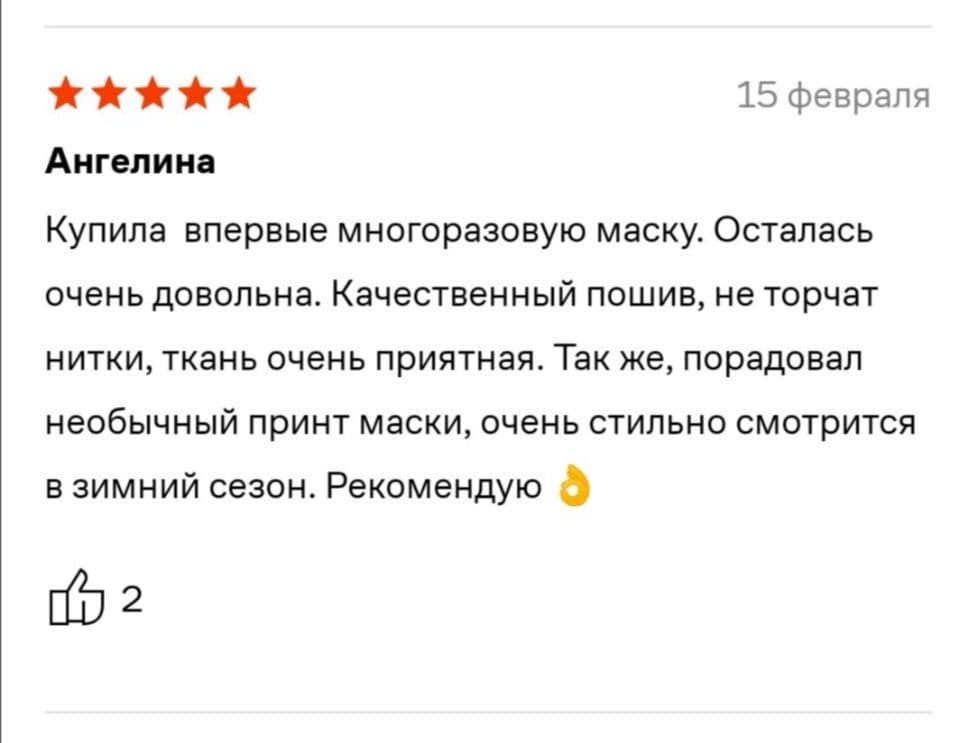 15 февраля
Ангелина
Купила впервые многоразовую маску. Осталась
очень довольна. Качественный пошив, не торчат
нитки, ткань очень приятная. Так же, порадовал
необычный принт маски, очень стильно смотрится
в зимний сезон. Рекомендую 👌
2